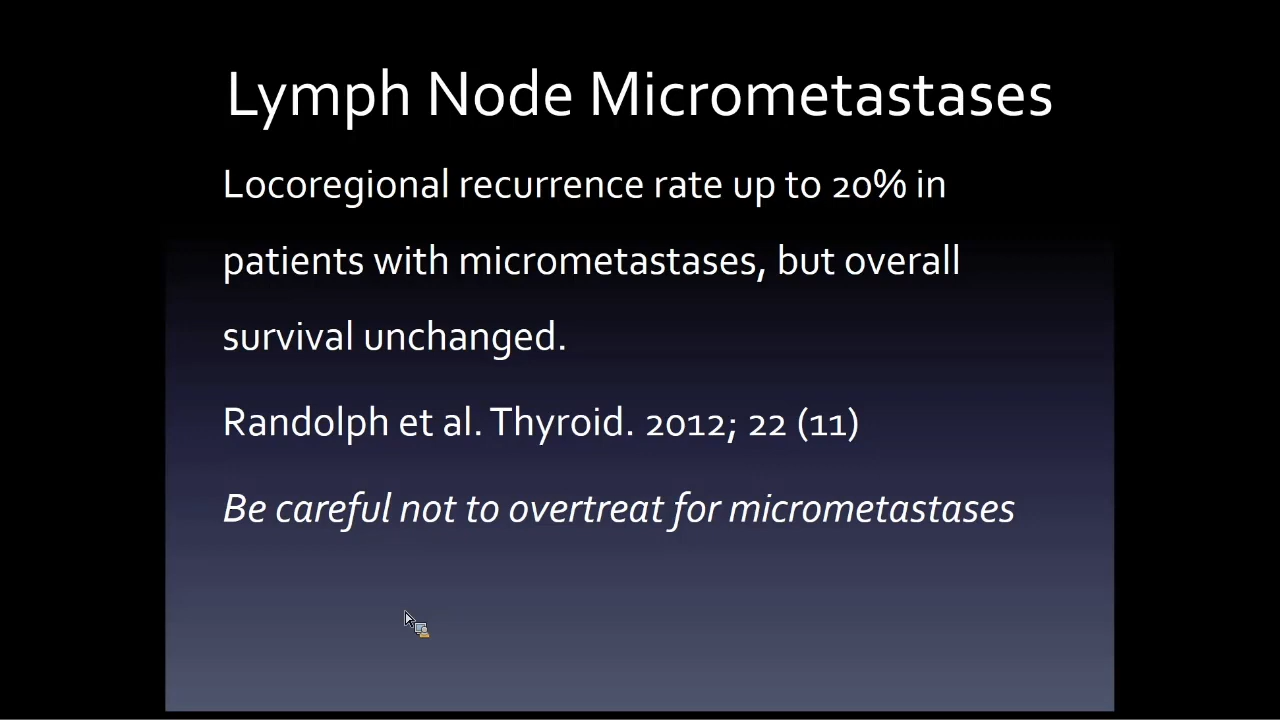 Lymph Node Micrometastases
Locoregional recurrence rate up to 20% in
patients with micrometastases, but overall
survival unchanged.
Randolph et al. Thyroid. 2012; 22 (11)
Be careful not to overtreat for micrometastases